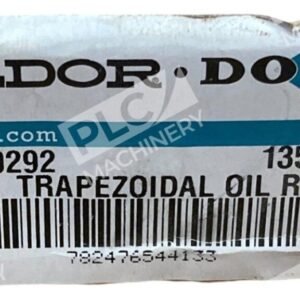 LDOR·DO
.com
0292 135
TRAPEZOIDAL OIL R
782476544133
PLC
MACHINERY